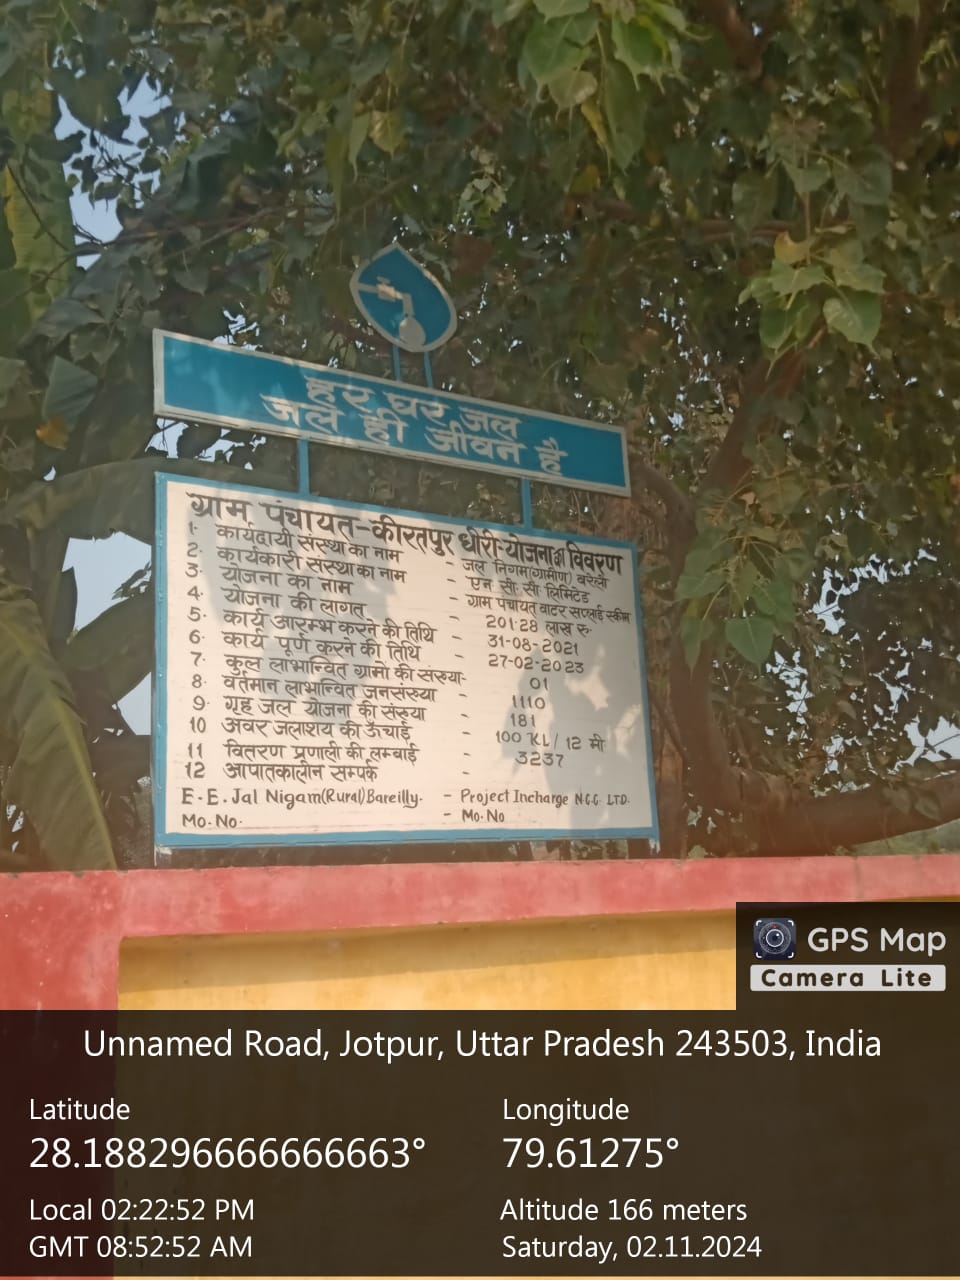 हर घर जल
जल ही जीवन है
ग्राम पंचायत-कीरतपुर धौरी-योजना का विवरण
1. कार्यदायी संस्था का नाम - जल निगम (ग्रामीण) बरेली
2. कार्यकारी संस्था का नाम - एन सी. सी. लिमिटेड
3. योजना का नाम - ग्राम पंचायत वाटर सप्लाई स्कीम
4. योजना की लागत - 201.28 लाख रु.
5. कार्य आरम्भ करने की तिथि - 31-08-2021
6. कार्य पूर्ण करने की तिथि - 27-02-2023
7. कुल लाभान्वित ग्रामो की संख्या- 01
8. वर्तमान लाभान्वित जनसंख्या - 1110
9. गृह जल योजना की संख्या - 181
10 अवर जलाशय की ऊँचाई - 100 KL / 12 मी
11 वितरण प्रणाली की लम्बाई - 3237
12 आपातकालीन सम्पर्क -
E.E. Jal Nigam(Rural)Bareilly. - Project Incharge N.C.C. LTD.
Mo. No. - Mo. No
GPS Map
Camera Lite
Unnamed Road, Jotpur, Uttar Pradesh 243503, India
Latitude Longitude
28.188296666666663° 79.61275°
Local 02:22:52 PM Altitude 166 meters
GMT 08:52:52 AM Saturday, 02.11.2024